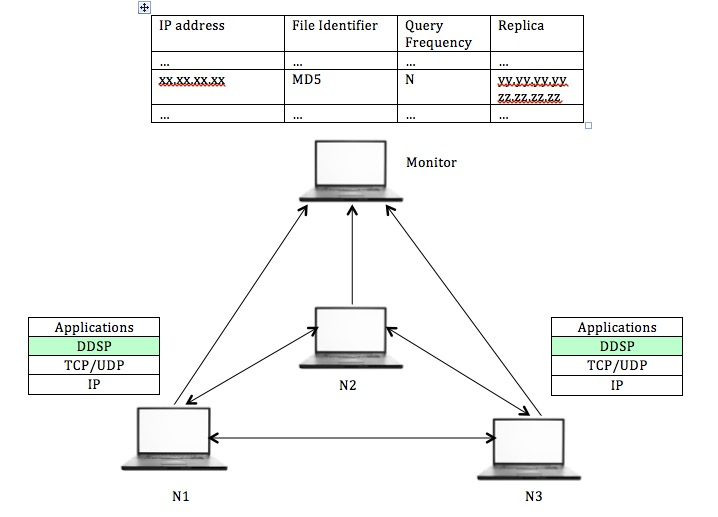 IP address File Identifier Query Replica
Frequency
... ... ... ...
xx.xx.xx.xx MD5 N yy.yy.yy.yy
zz.zz.zz.zz
... ... ... ...
Monitor
Applications
DDSP
TCP/UDP
IP
Applications
DDSP
TCP/UDP
IP
N2
N1
N3